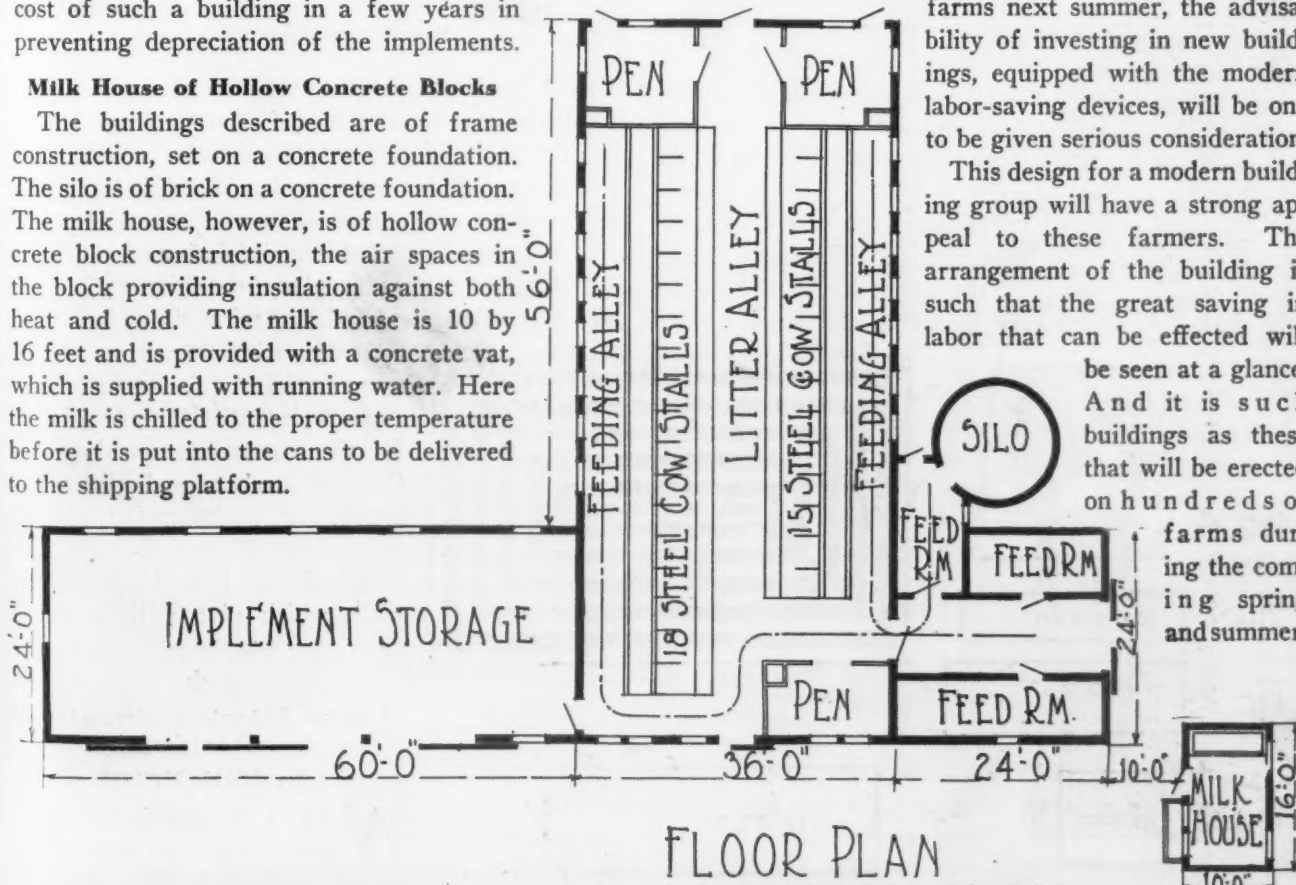 cost of such a building in a few years in
preventing depreciation of the implements.
Milk House of Hollow Concrete Blocks
The buildings described are of frame
construction, set on a concrete foundation.
The silo is of brick on a concrete foundation.
The milk house, however, is of hollow con-
crete block construction, the air spaces in
the block providing insulation against both
heat and cold. The milk house is 10 by
16 feet and is provided with a concrete vat,
which is supplied with running water. Here
the milk is chilled to the proper temperature
before it is put into the cans to be delivered
to the shipping platform.
farms next summer, the advisa
bility of investing in new build
ings, equipped with the modern
labor-saving devices, will be on
to be given serious consideration
This design for a modern build
ing group will have a strong ap
peal to these farmers. Th
arrangement of the building i
such that the great saving i
labor that can be effected wil
be seen at a glance
And it is suc
buildings as thes
that will be erecte
on hundreds o
farms dur
ing the com
ing spring
and summer
PEN
PEN
56'-0"
FEEDING ALLEY
18 STEEL COW STALLS
LITTER ALLEY
15 STEEL COW STALLS
FEEDING ALLEY
SILO
FEED
RM
FEED RM
24'-0"
IMPLEMENT STORAGE
24'-0"
PEN
FEED RM.
60'-0"
36'-0"
24'-0"
10'-0"
MILK
HOUSE
16'-0"
10'-0"
FLOOR PLAN